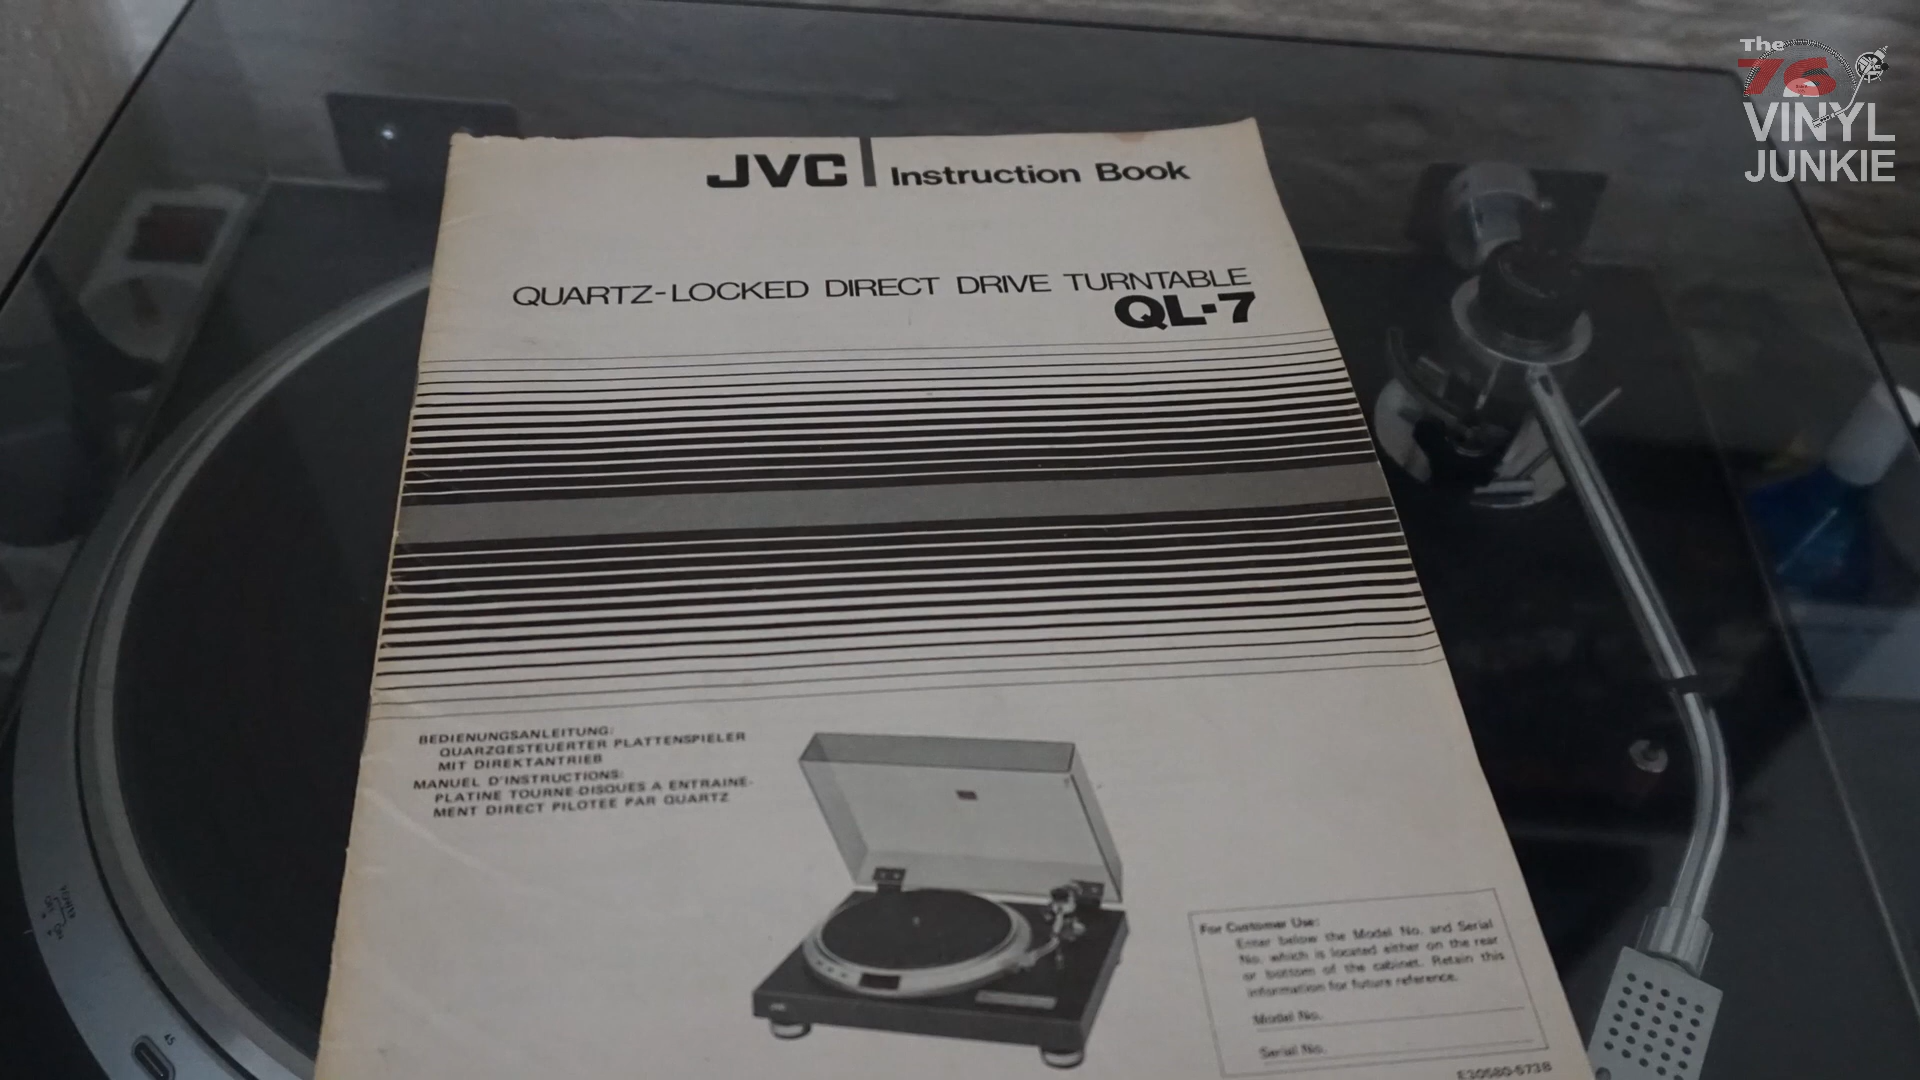 The
76
VINYL
JUNKIE
JVC Instruction Book
QUARTZ-LOCKED DIRECT DRIVE TURNTABLE
QL-7
BEDIENUNGSANLEITUNG:
QUARZGESTEUERTER PLATTENSPIELER
MIT DIREKTANTRIEB
MANUEL D'INSTRUCTIONS:
PLATINE TOURNE-DISQUES A ENTRAINE-
MENT DIRECT PILOTEE PAR QUARTZ
For Customer Use:
Enter below the Model No. and Serial
No. which is located either on the rear
or bottom of the cabinet. Retain this
information for future reference.
Model No.
Serial No.
E30580-573B
45